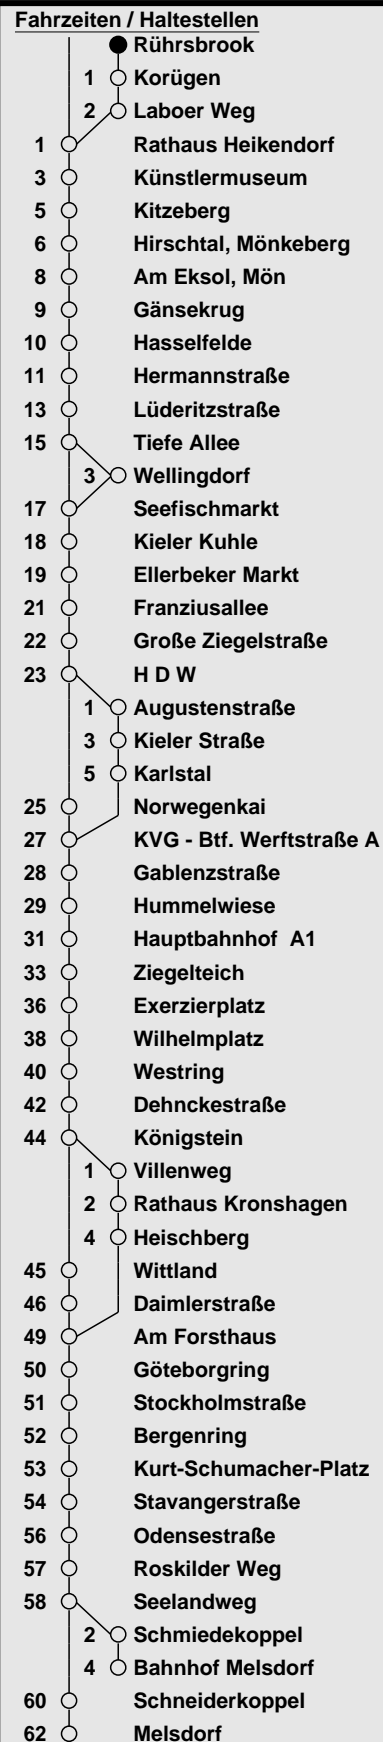 Fahrzeiten / Haltestellen
Rührsbrook
1 Korügen
2 Laboer Weg
1 Rathaus Heikendorf
3 Künstlermuseum
5 Kitzeberg
6 Hirschtal, Mönkeberg
8 Am Eksol, Mön
9 Gänsekrug
10 Hasselfelde
11 Hermannstraße
13 Lüderitzstraße
15 Tiefe Allee
3 Wellingdorf
17 Seefischmarkt
18 Kieler Kuhle
19 Ellerbeker Markt
21 Franziusallee
22 Große Ziegelstraße
23 H D W
1 Augustenstraße
3 Kieler Straße
5 Karlstal
25 Norwegenkai
27 KVG - Btf. Werftstraße A
28 Gablenzstraße
29 Hummelwiese
31 Hauptbahnhof A1
33 Ziegelteich
36 Exerzierplatz
38 Wilhelmplatz
40 Westring
42 Dehnckestraße
44 Königstein
1 Villenweg
2 Rathaus Kronshagen
4 Heischberg
45 Wittland
46 Daimlerstraße
49 Am Forsthaus
50 Göteborgring
51 Stockholmstraße
52 Bergenring
53 Kurt-Schumacher-Platz
54 Stavangerstraße
56 Odensestraße
57 Roskilder Weg
58 Seelandweg
2 Schmiedekoppel
4 Bahnhof Melsdorf
60 Schneiderkoppel
62 Melsdorf